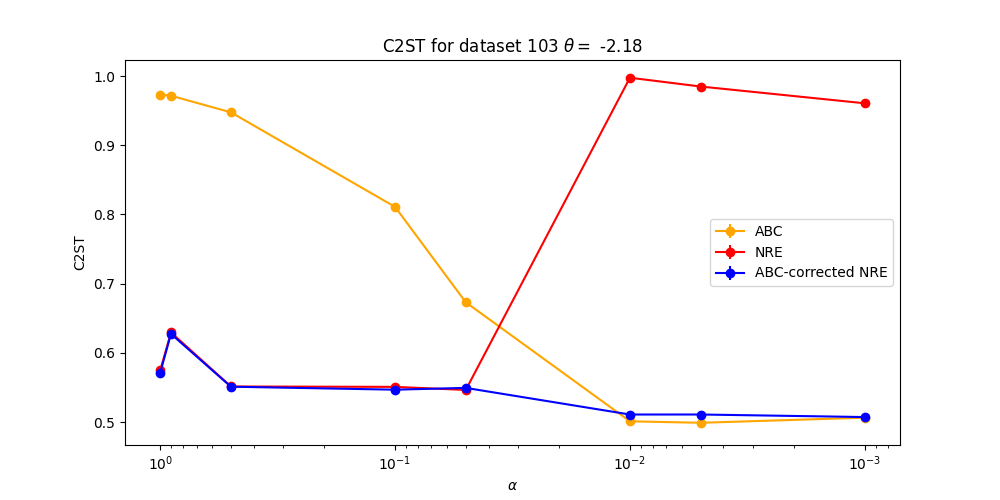 C2ST for dataset 103 θ = -2.18
C2ST
1.0
0.9
0.8
0.7
0.6
0.5
ABC
NRE
ABC-corrected NRE
10⁰ 10⁻¹ 10⁻² 10⁻³
α